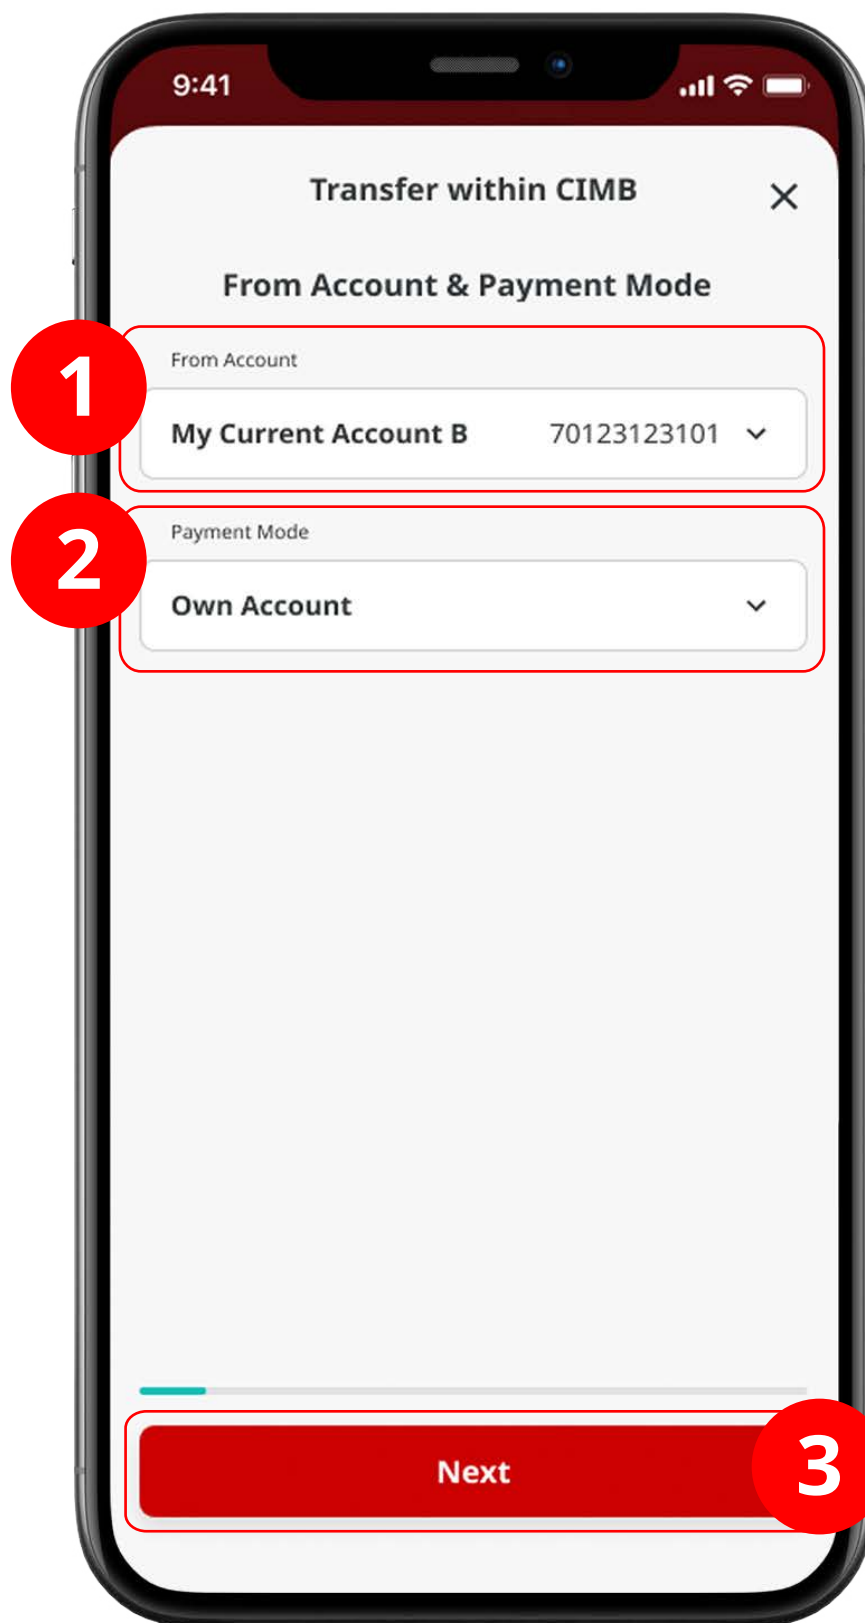 9:41
Transfer within CIMB
From Account & Payment Mode
1
From Account
My Current Account B 70123123101
2
Payment Mode
Own Account
Next
3